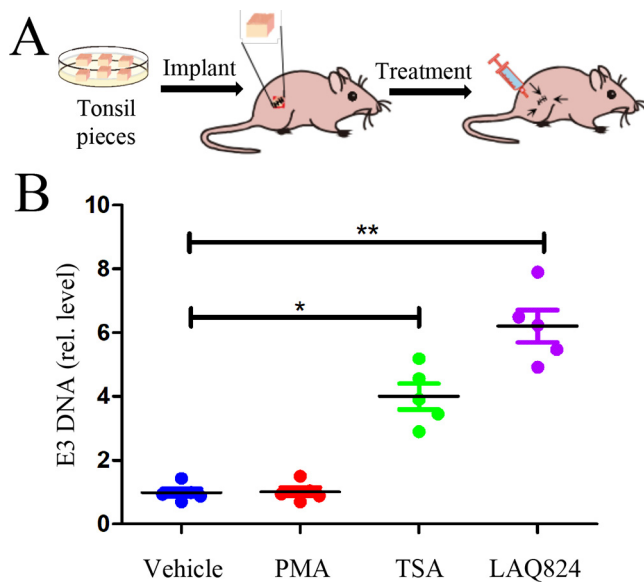 A
Tonsil
pieces
Implant
Treatment
B
E3 DNA (rel. level)
10
8
6
4
2
0
**
*
Vehicle PMA TSA LAQ824